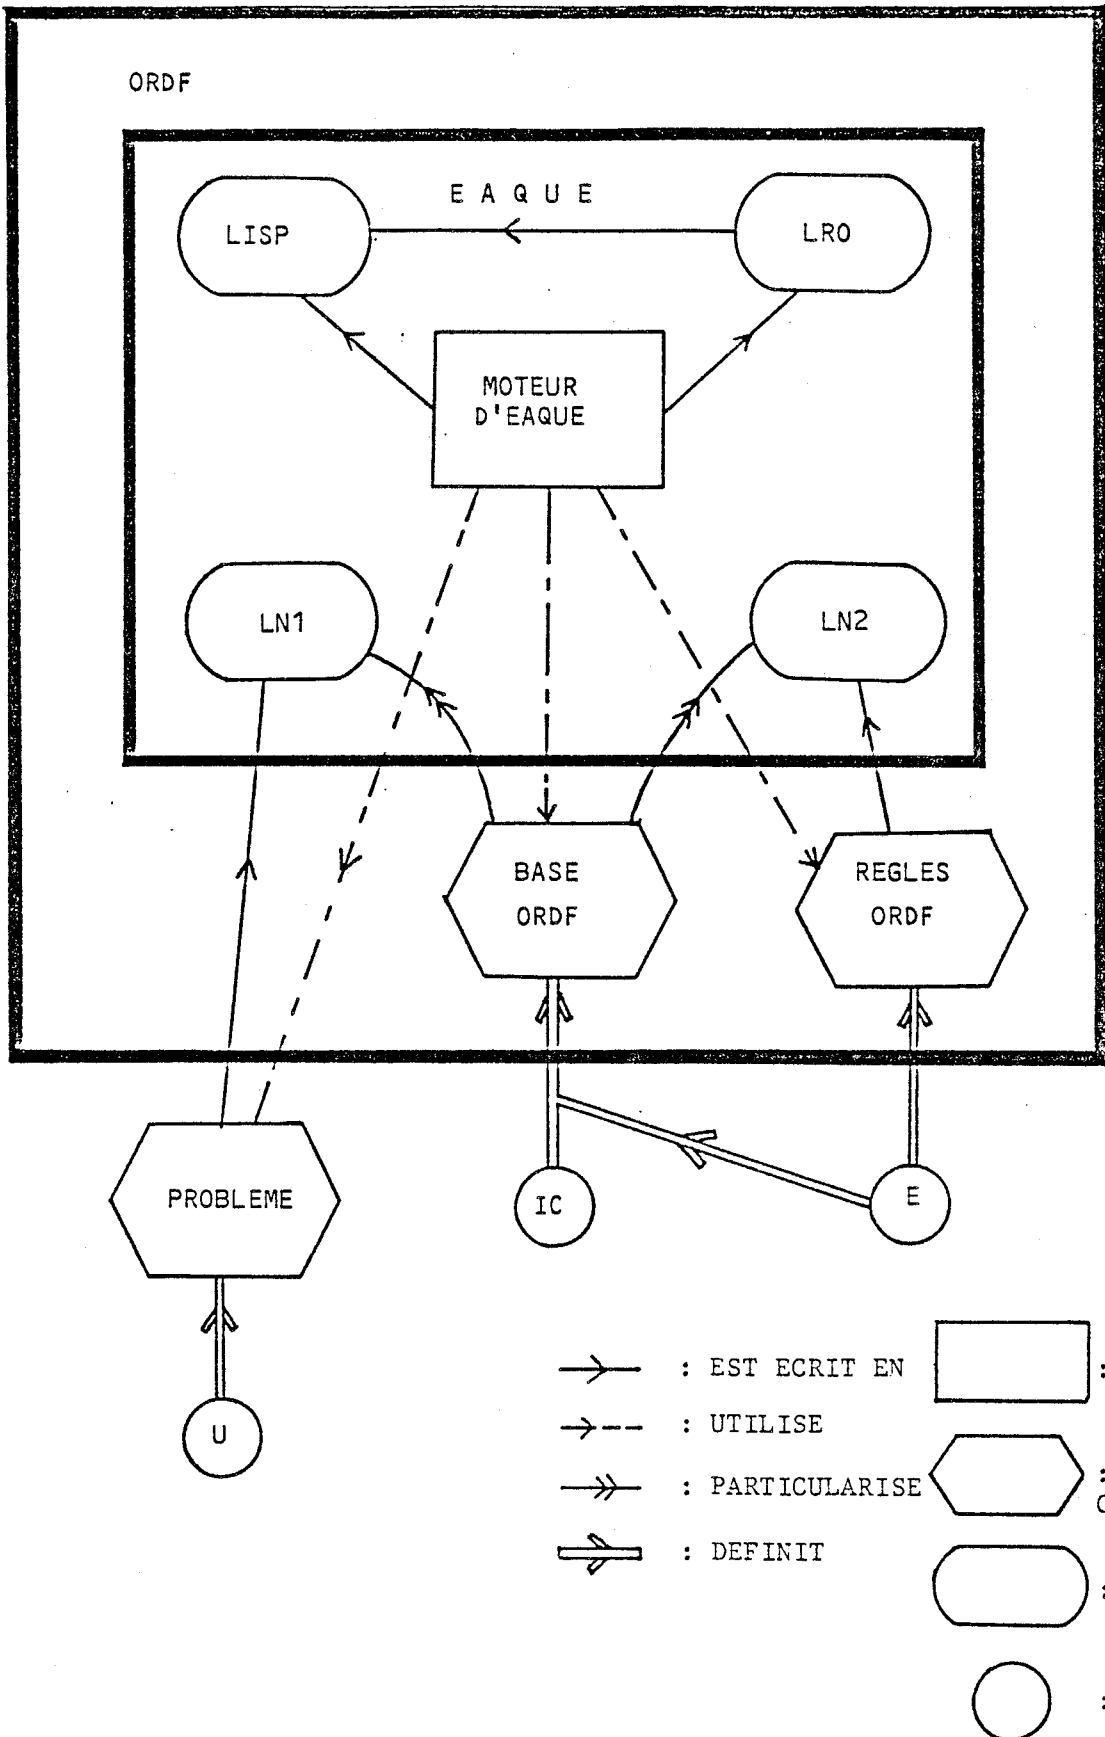 ORDF
E A Q U E
LISP
LRO
MOTEUR
D'EAQUE
LN1
LN2
BASE
ORDF
REGLES
ORDF
PROBLEME
IC
E
U
: EST ECRIT EN
:
: UTILISE
: PARTICULARISE
:
: DEFINIT
:
: